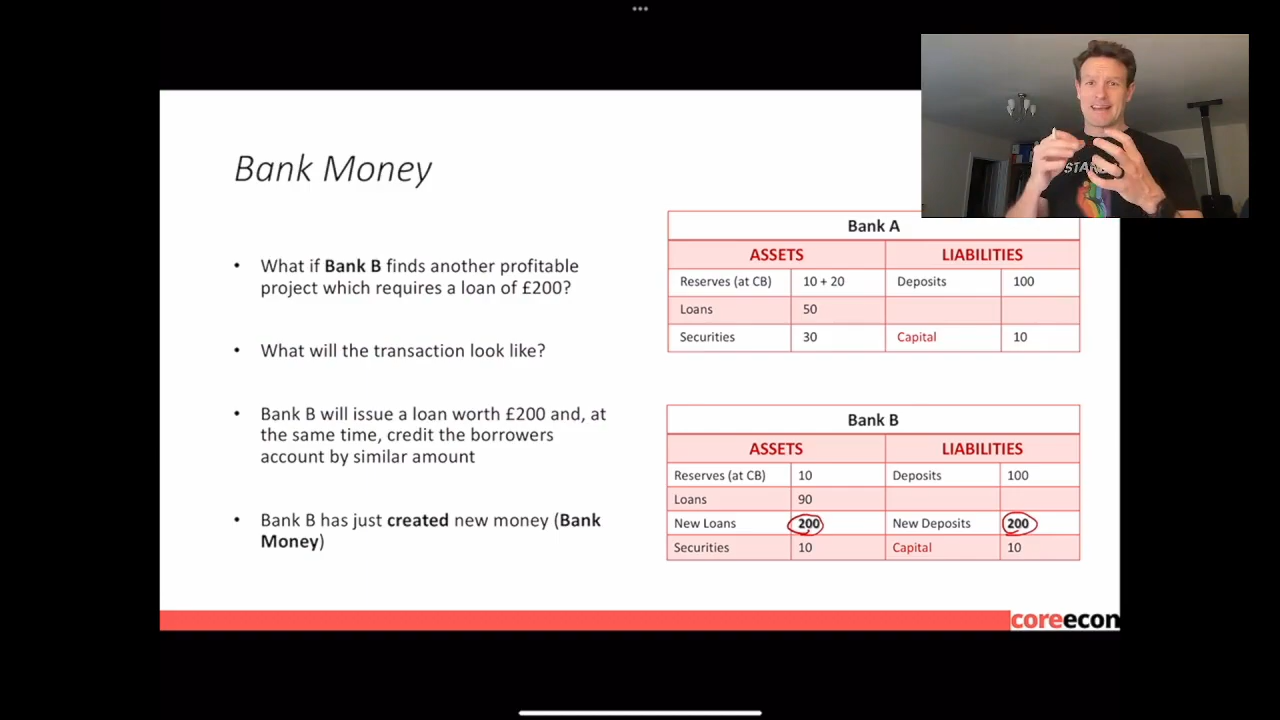 Bank Money
• What if Bank B finds another profitable
project which requires a loan of £200?
• What will the transaction look like?
• Bank B will issue a loan worth £200 and, at
the same time, credit the borrowers
account by similar amount
• Bank B has just created new money (Bank
Money)
Bank A
ASSETS LIABILITIES
Reserves (at CB) 10 + 20 Deposits 100
Loans 50
Securities 30 Capital 10
Bank B
ASSETS LIABILITIES
Reserves (at CB) 10 Deposits 100
Loans 90
New Loans 200 New Deposits 200
Securities 10 Capital 10
coreecon